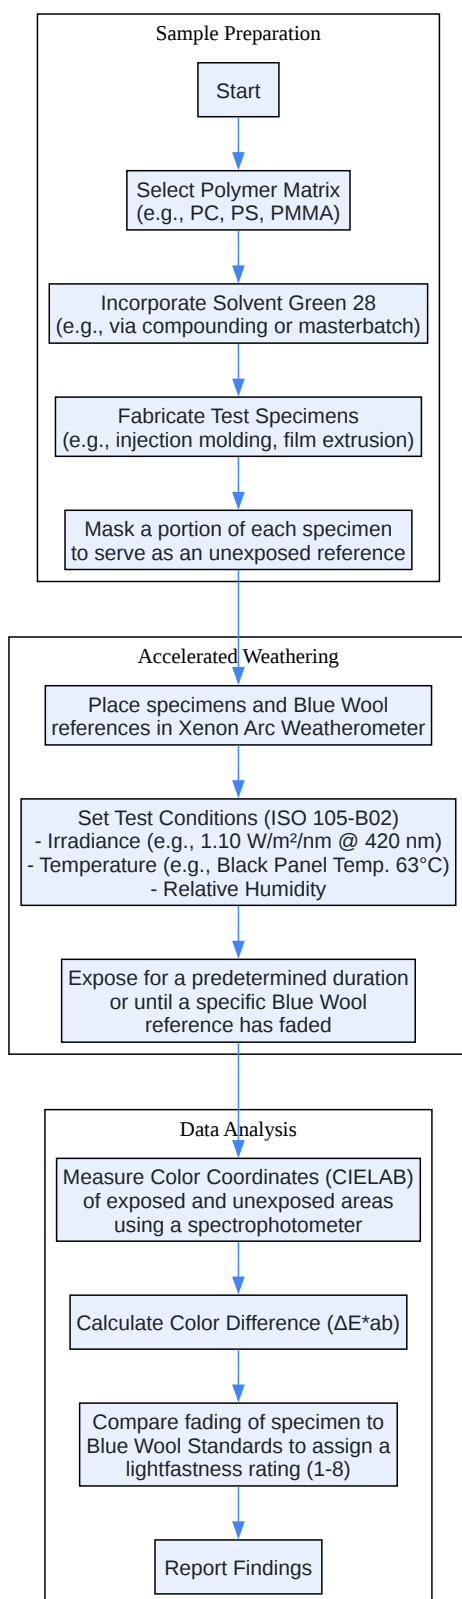 Sample Preparation
Start
Select Polymer Matrix
(e.g., PC, PS, PMMA)
Incorporate Solvent Green 28
(e.g., via compounding or masterbatch)
Fabricate Test Specimens
(e.g., injection molding, film extrusion)
Mask a portion of each specimen
to serve as an unexposed reference
Accelerated Weathering
Place specimens and Blue Wool
references in Xenon Arc Weatherometer
Set Test Conditions (ISO 105-B02)
- Irradiance (e.g., 1.10 W/m²/nm @ 420 nm)
- Temperature (e.g., Black Panel Temp. 63°C)
- Relative Humidity
Expose for a predetermined duration
or until a specific Blue Wool
reference has faded
Data Analysis
Measure Color Coordinates (CIELAB)
of exposed and unexposed areas
using a spectrophotometer
Calculate Color Difference (ΔE*ab)
Compare fading of specimen to
Blue Wool Standards to assign a
lightfastness rating (1-8)
Report Findings